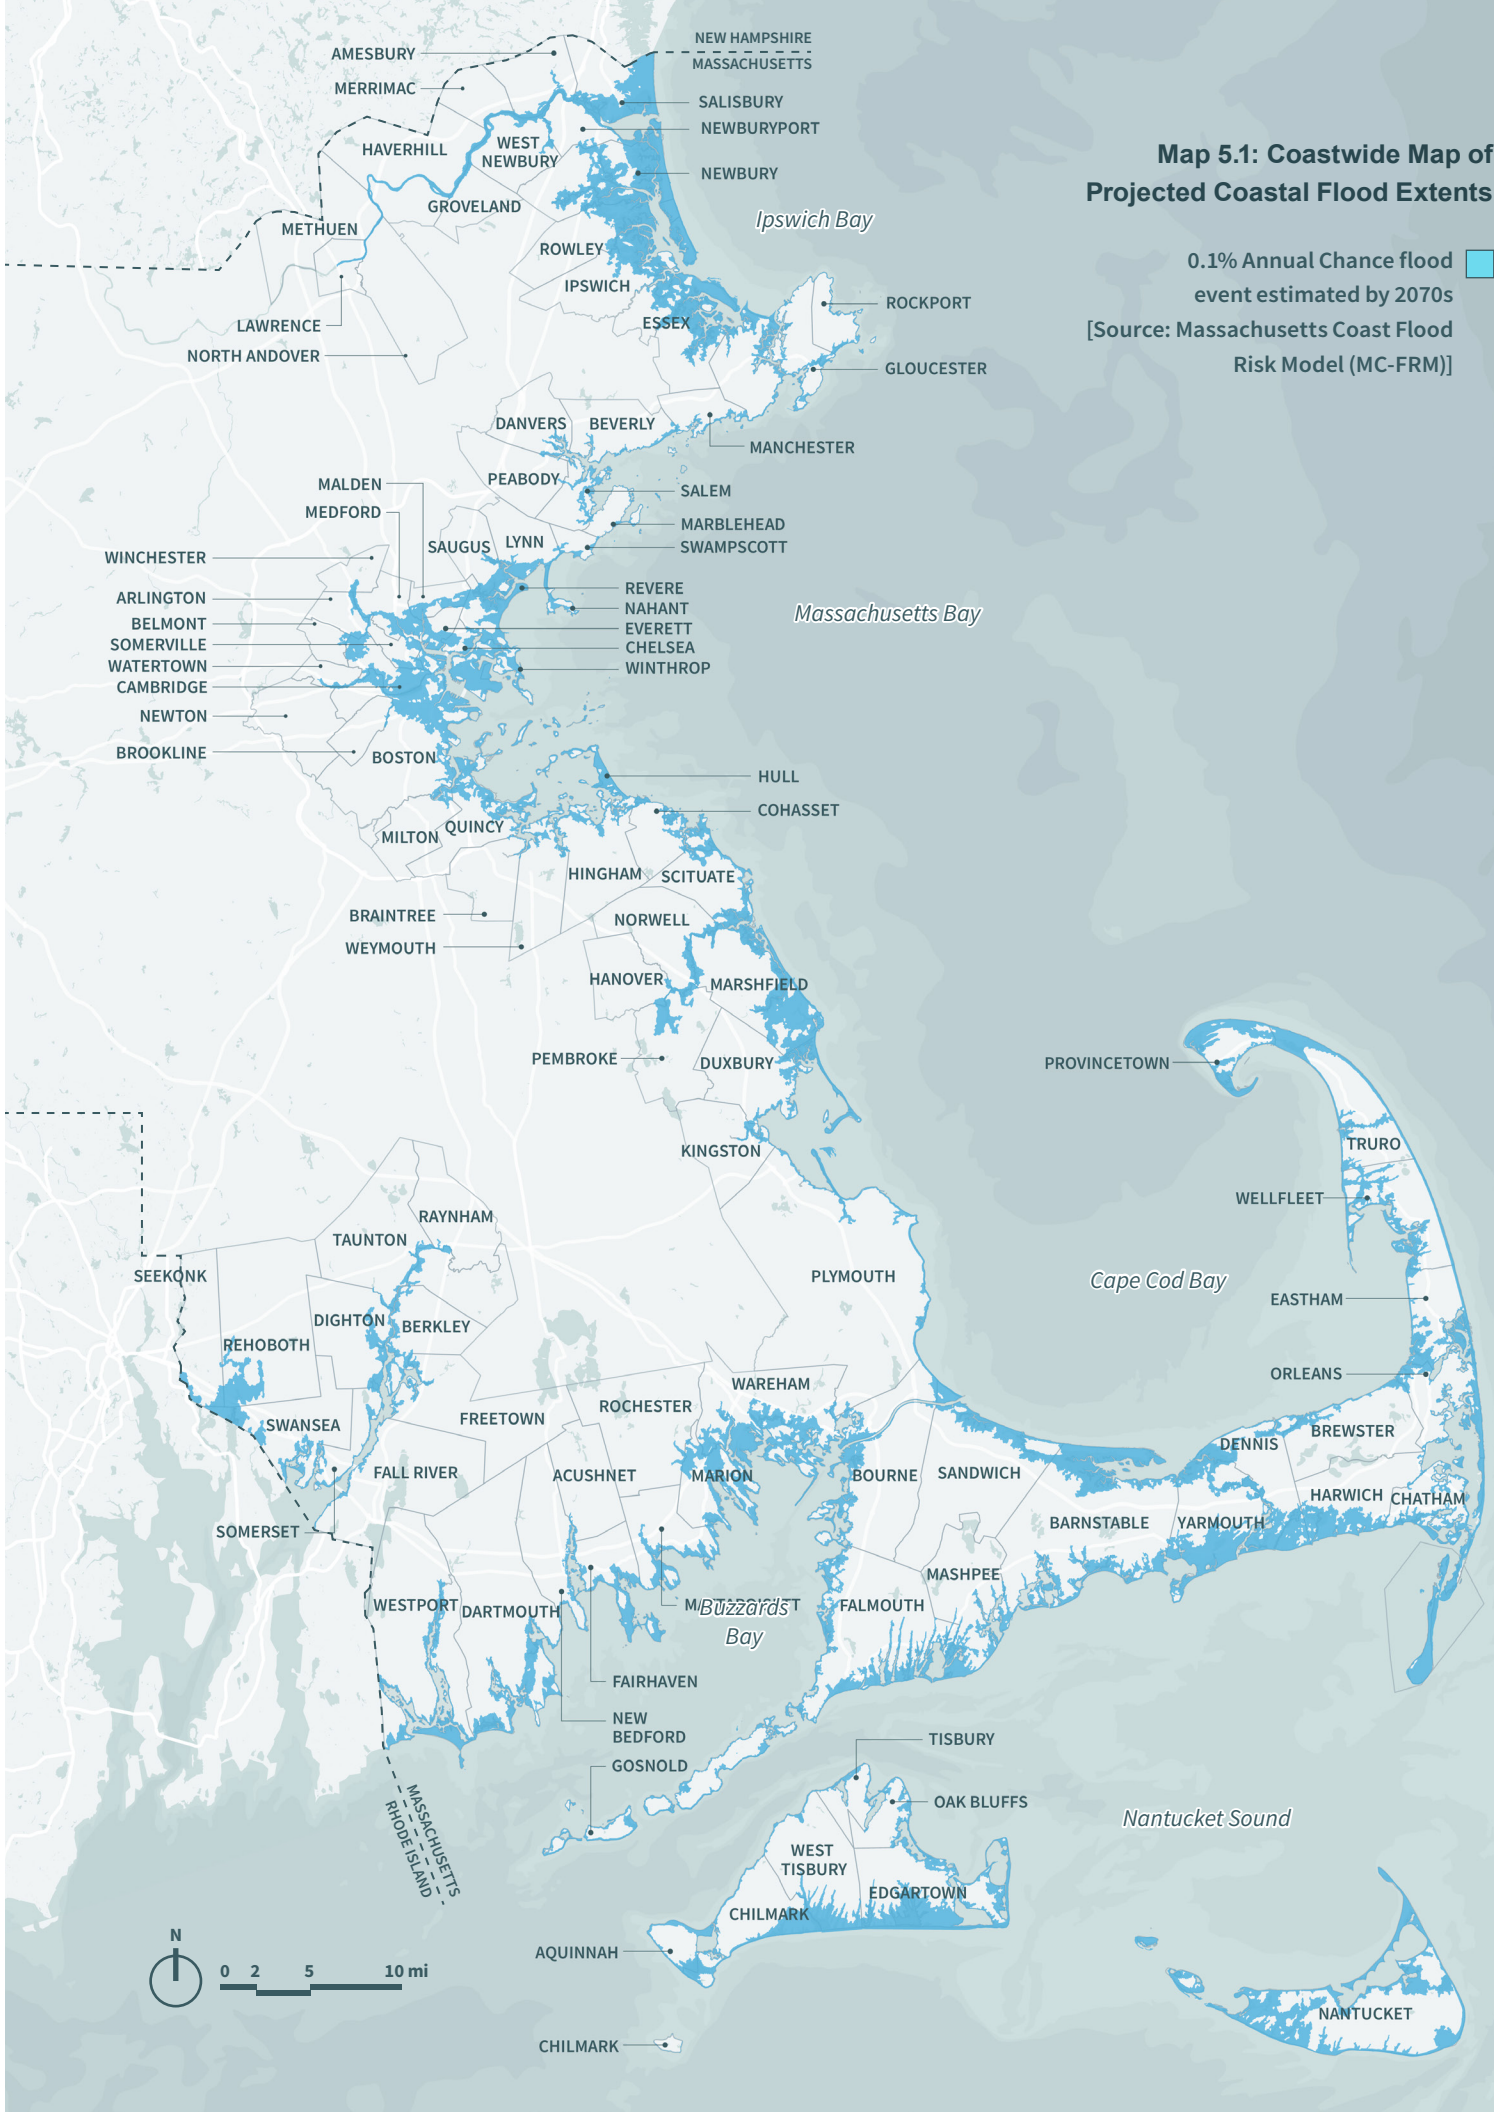 NEW HAMPSHIRE
MASSACHUSETTS
AMESBURY
MERRIMAC
SALISBURY
NEWBURYPORT
HAVERHILL
WEST
NEWBURY
NEWBURY
Map 5.1: Coastwide Map of
Projected Coastal Flood Extents
GROVELAND
Ipswich Bay
METHUEN
ROWLEY
0.1% Annual Chance flood
event estimated by 2070s
[Source: Massachusetts Coast Flood
Risk Model (MC-FRM)]
IPSWICH
ROCKPORT
LAWRENCE
ESSEX
NORTH ANDOVER
GLOUCESTER
DANVERS
BEVERLY
MANCHESTER
PEABODY
MALDEN
SALEM
MEDFORD
MARBLEHEAD
SAUGUS
LYNN
SWAMPSCOTT
WINCHESTER
REVERE
ARLINGTON
NAHANT
Massachusetts Bay
BELMONT
EVERETT
SOMERVILLE
CHELSEA
WATERTOWN
WINTHROP
CAMBRIDGE
NEWTON
BROOKLINE
BOSTON
HULL
COHASSET
MILTON
QUINCY
HINGHAM
SCITUATE
BRAINTREE
NORWELL
WEYMOUTH
HANOVER
MARSHFIELD
PEMBROKE
DUXBURY
PROVINCETOWN
KINGSTON
TRURO
WELLFLEET
RAYNHAM
TAUNTON
SEEKONK
PLYMOUTH
Cape Cod Bay
EASTHAM
DIGHTON
BERKLEY
REHOBOTH
ORLEANS
WAREHAM
ROCHESTER
FREETOWN
SWANSEA
BREWSTER
DENNIS
FALL RIVER
ACUSHNET
MARION
BOURNE
SANDWICH
HARWICH
CHATHAM
SOMERSET
BARNSTABLE
YARMOUTH
MASHPEE
WESTPORT
DARTMOUTH
Buzzards
Bay
FALMOUTH
FAIRHAVEN
NEW
BEDFORD
GOSNOLD
TISBURY
OAK BLUFFS
MASSACHUSETTS
RHODE ISLAND
Nantucket Sound
WEST
TISBURY
EDGARTOWN
CHILMARK
AQUINNAH
N
0 2 5 10 mi
NANTUCKET
CHILMARK